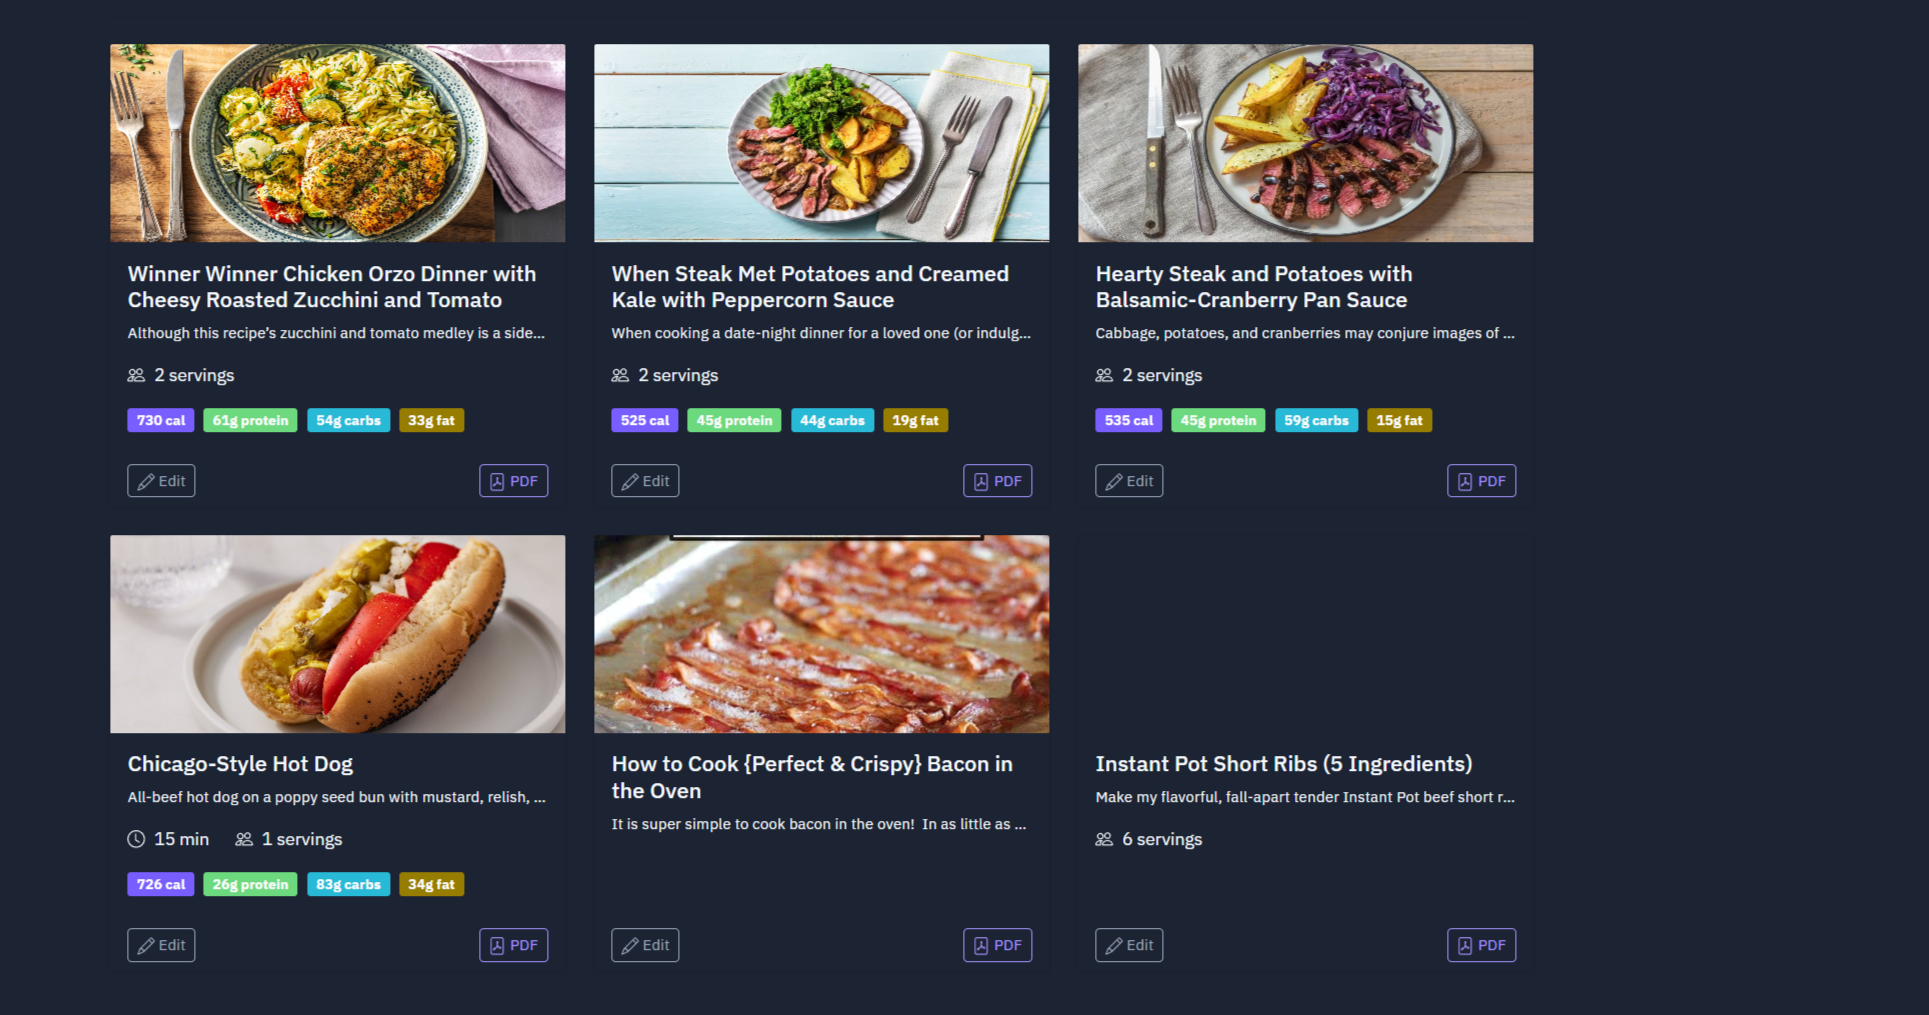 Winner Winner Chicken Orzo Dinner with
Cheesy Roasted Zucchini and Tomato
Although this recipe’s zucchini and tomato medley is a side...
2 servings
730 cal 61g protein 54g carbs 33g fat
Edit PDF
When Steak Met Potatoes and Creamed
Kale with Peppercorn Sauce
When cooking a date-night dinner for a loved one (or indulg...
2 servings
525 cal 45g protein 44g carbs 19g fat
Edit PDF
Hearty Steak and Potatoes with
Balsamic-Cranberry Pan Sauce
Cabbage, potatoes, and cranberries may conjure images of ...
2 servings
535 cal 45g protein 59g carbs 15g fat
Edit PDF
Chicago-Style Hot Dog
All-beef hot dog on a poppy seed bun with mustard, relish, ...
15 min 1 servings
726 cal 26g protein 83g carbs 34g fat
Edit PDF
How to Cook {Perfect & Crispy} Bacon in
the Oven
It is super simple to cook bacon in the oven!  In as little as ...
Edit PDF
Instant Pot Short Ribs (5 Ingredients)
Make my flavorful, fall-apart tender Instant Pot beef short r...
6 servings
Edit PDF